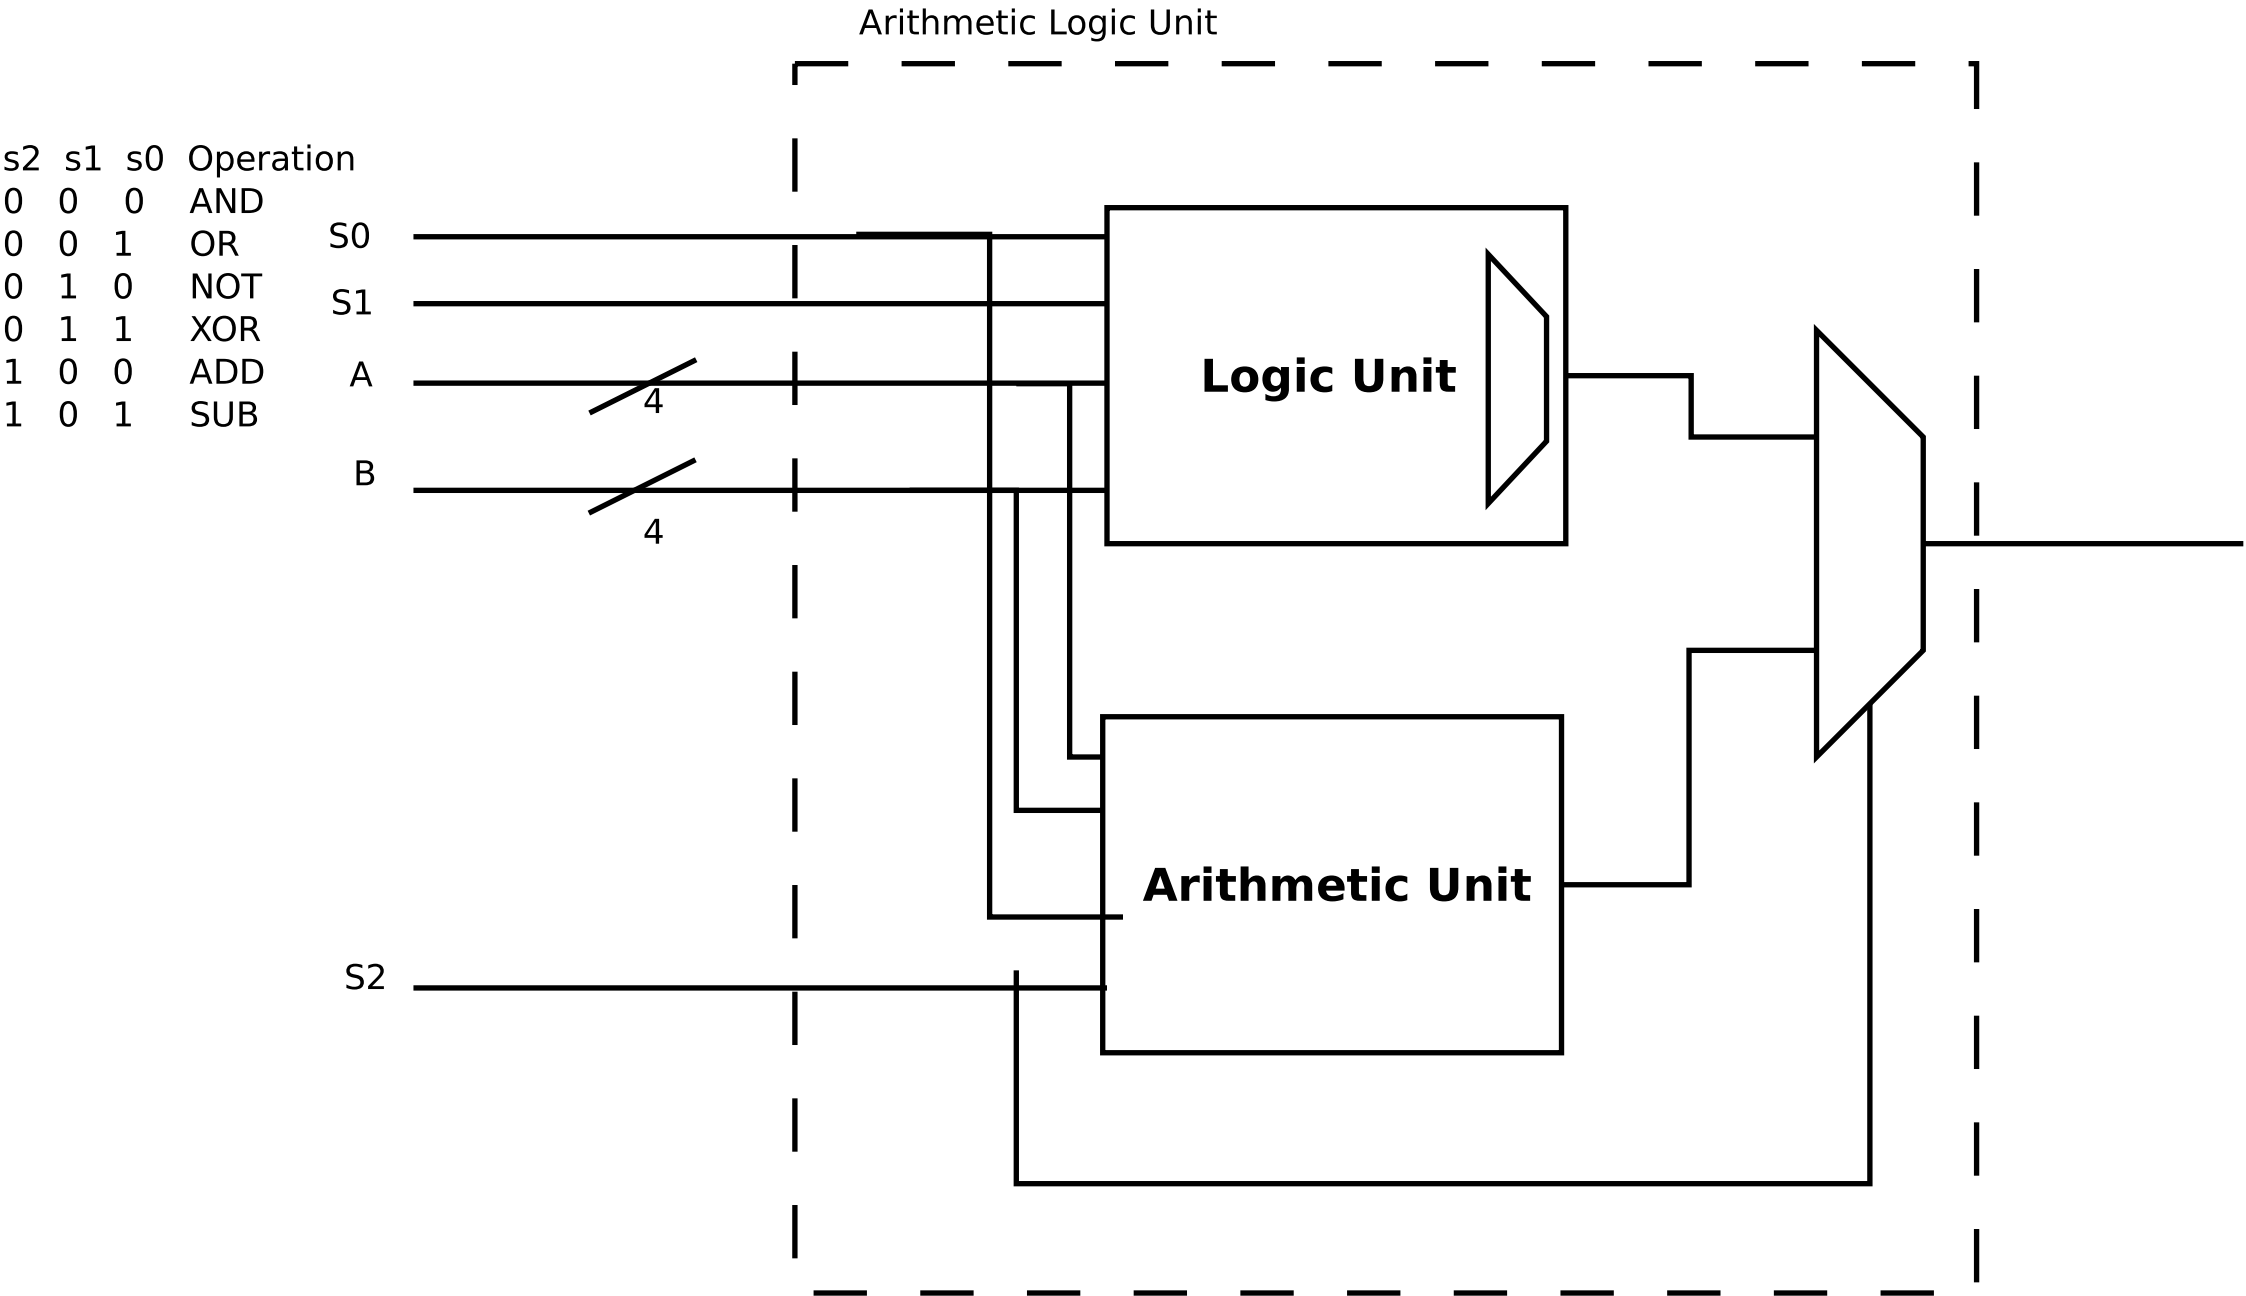 Arithmetic Logic Unit
s2 s1 s0 Operation
0 0 0 AND
0 0 1 OR
0 1 0 NOT
0 1 1 XOR
1 0 0 ADD
1 0 1 SUB
S0
S1
A
4
B
4
S2
Logic Unit
Arithmetic Unit